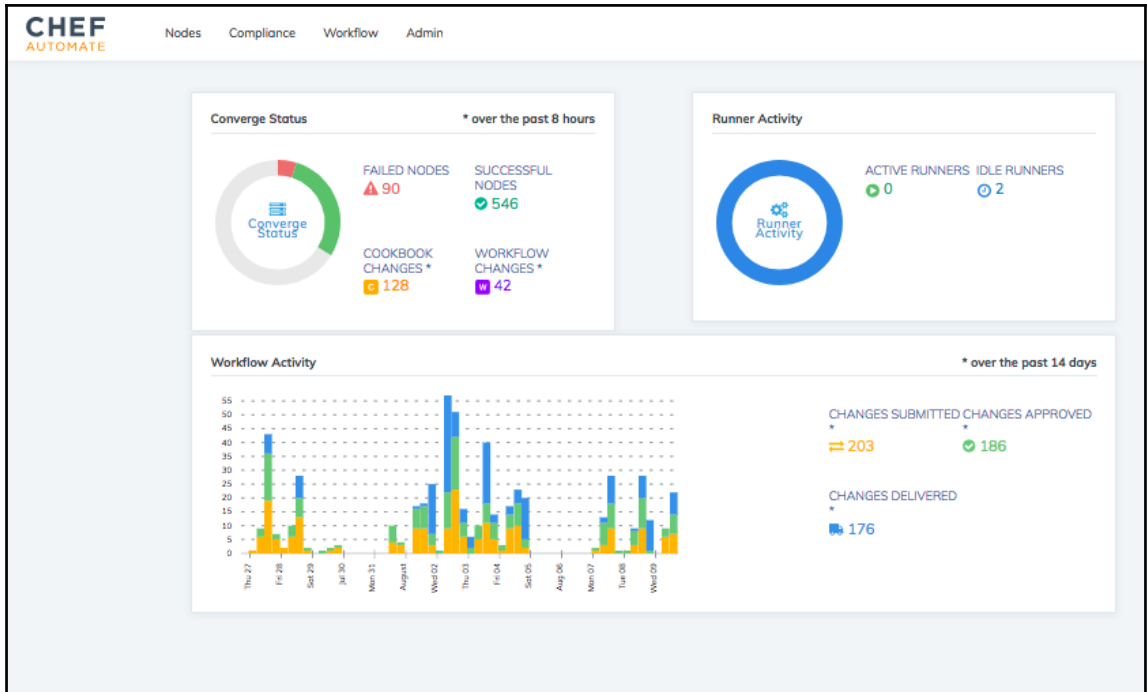 CHEF
AUTOMATE
Nodes Compliance Workflow Admin
Converge Status * over the past 8 hours
Converge
Status
FAILED NODES
90
SUCCESSFUL
NODES
546
COOKBOOK
CHANGES *
C 128
WORKFLOW
CHANGES *
W 42
Runner Activity
Runner
Activity
ACTIVE RUNNERS
0
IDLE RUNNERS
2
Workflow Activity * over the past 14 days
55
50
45
40
35
30
25
20
15
10
5
0
Thu 27
Fri 28
Sat 29
Jul 30
Mon 31
August
Wed 02
Thu 03
Fri 04
Sat 05
Aug 06
Mon 07
Tue 08
Wed 09
CHANGES SUBMITTED
*
203
CHANGES APPROVED
*
186
CHANGES DELIVERED
*
176